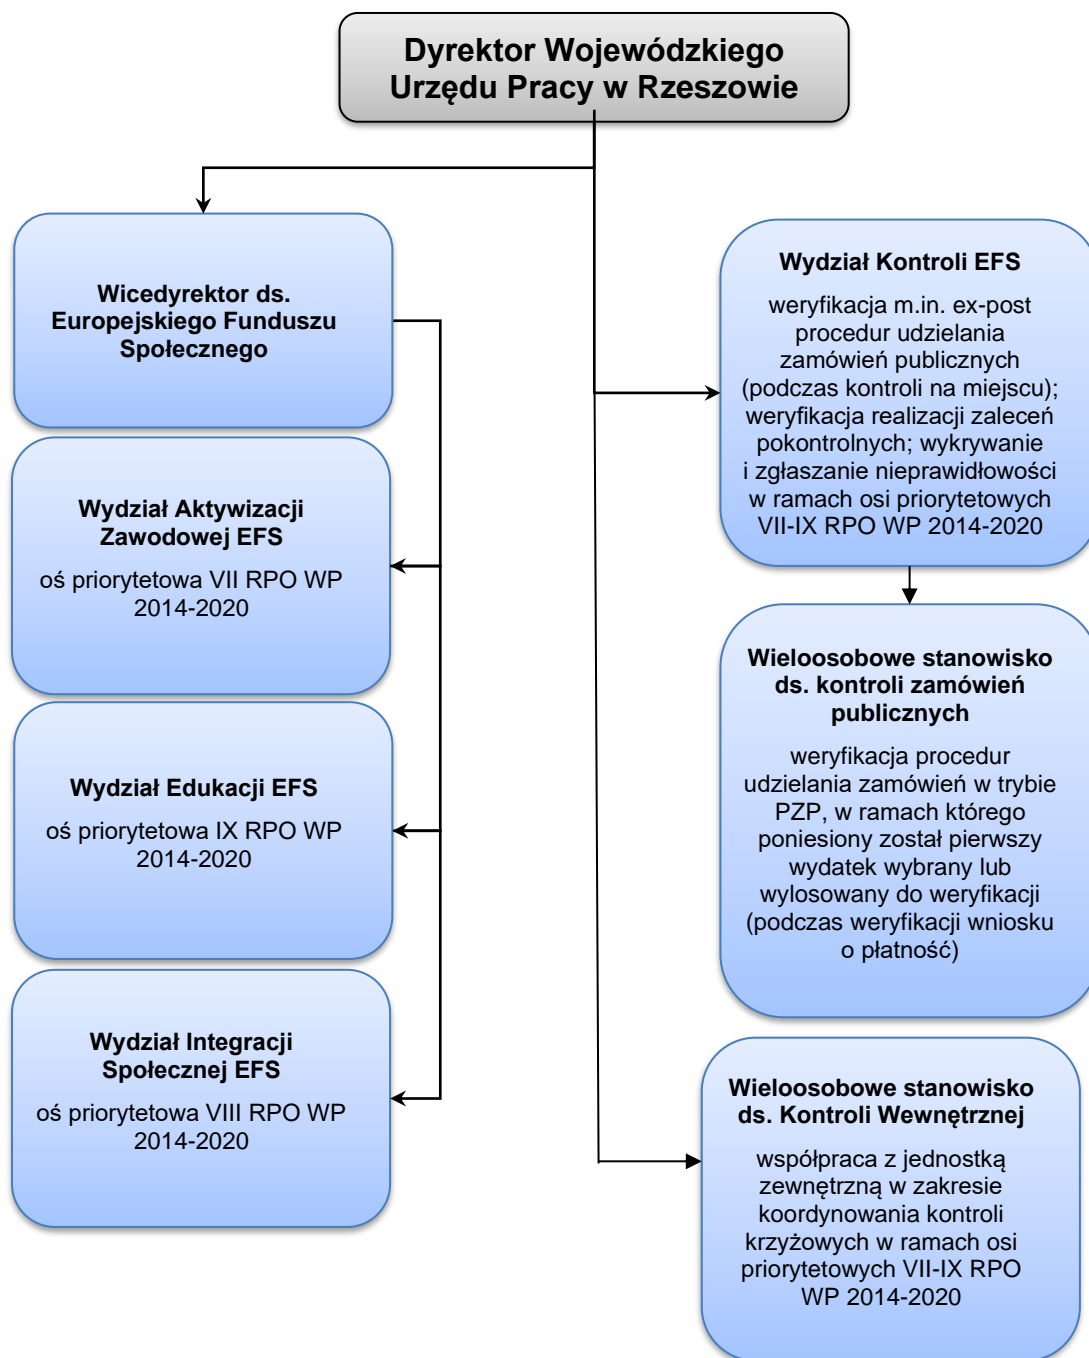 Dyrektor Wojewódzkiego
Urzędu Pracy w Rzeszowie
Wicedyrektor ds.
Europejskiego Funduszu
Społecznego
Wydział Aktywizacji
Zawodowej EFS
oś priorytetowa VII RPO WP
2014-2020
Wydział Edukacji EFS
oś priorytetowa IX RPO WP
2014-2020
Wydział Integracji
Społecznej EFS
oś priorytetowa VIII RPO WP
2014-2020
Wydział Kontroli EFS
weryfikacja m.in. ex-post
procedur udzielania
zamówień publicznych
(podczas kontroli na miejscu);
weryfikacja realizacji zaleceń
pokontrolnych; wykrywanie
i zgłaszanie nieprawidłowości
w ramach osi priorytetowych
VII-IX RPO WP 2014-2020
Wieloosobowe stanowisko
ds. kontroli zamówień
publicznych
weryfikacja procedur
udzielania zamówień w trybie
PZP, w ramach którego
poniesiony został pierwszy
wydatek wybrany lub
wylosowany do weryfikacji
(podczas weryfikacji wniosku
o płatność)
Wieloosobowe stanowisko
ds. Kontroli Wewnętrznej
współpraca z jednostką
zewnętrzną w zakresie
koordynowania kontroli
krzyżowych w ramach osi
priorytetowych VII-IX RPO
WP 2014-2020